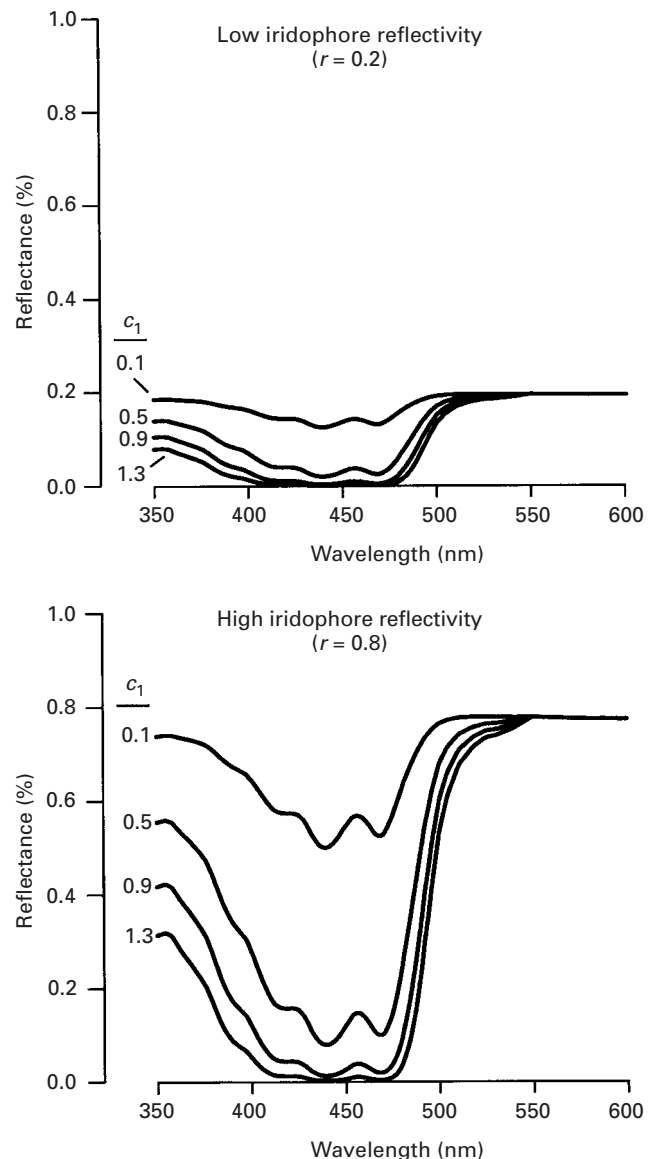 Low iridophore reflectivity
(r = 0.2)
Reflectance (%)
1.0
0.8
0.6
0.4
0.2
0.0
c1
0.1
0.5
0.9
1.3
350 400 450 500 550 600
Wavelength (nm)
High iridophore reflectivity
(r = 0.8)
Reflectance (%)
1.0
0.8
0.6
0.4
0.2
0.0
c1
0.1
0.5
0.9
1.3
350 400 450 500 550 600
Wavelength (nm)